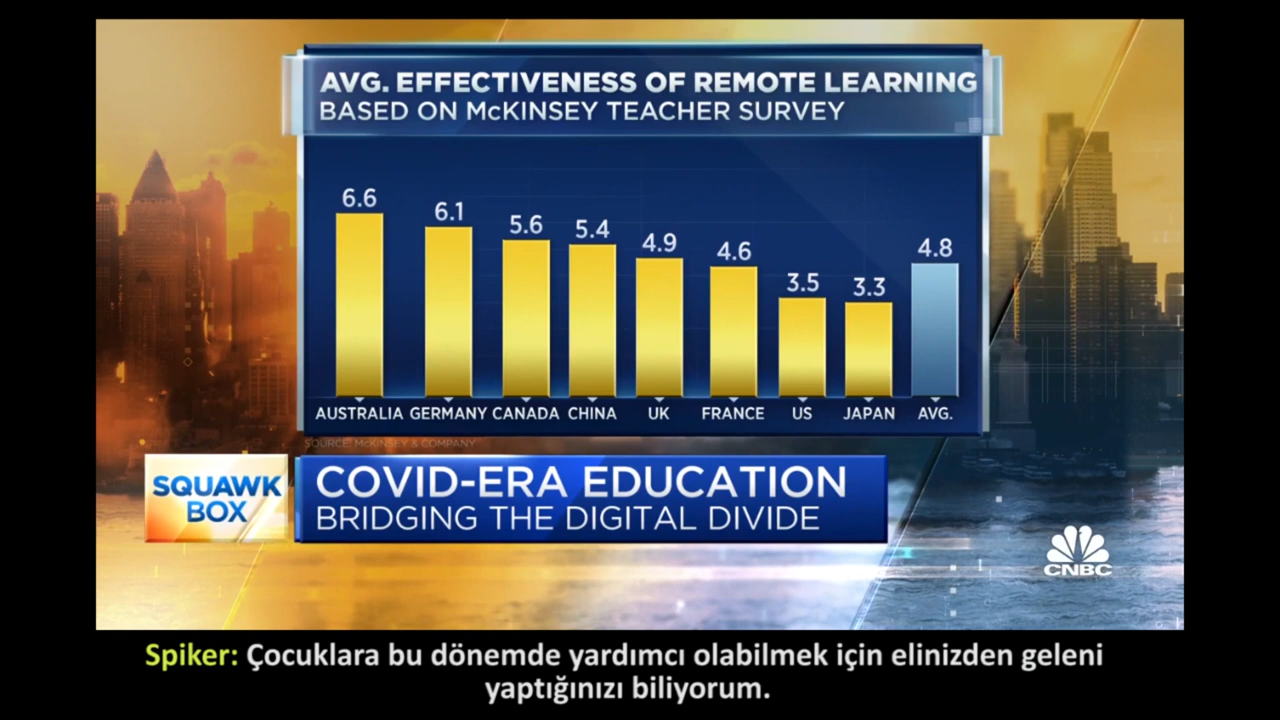 AVG. EFFECTIVENESS OF REMOTE LEARNING
BASED ON McKINSEY TEACHER SURVEY
6.6 6.1 5.6 5.4 4.9 4.6 3.5 3.3 4.8
AUSTRALIA GERMANY CANADA CHINA UK FRANCE US JAPAN AVG.
SOURCE: McKINSEY & COMPANY
SQUAWK
BOX
COVID-ERA EDUCATION
BRIDGING THE DIGITAL DIVIDE
CNBC
Spiker: Çocuklara bu dönemde yardımcı olabilmek için elinizden geleni
yaptığınızı biliyorum.